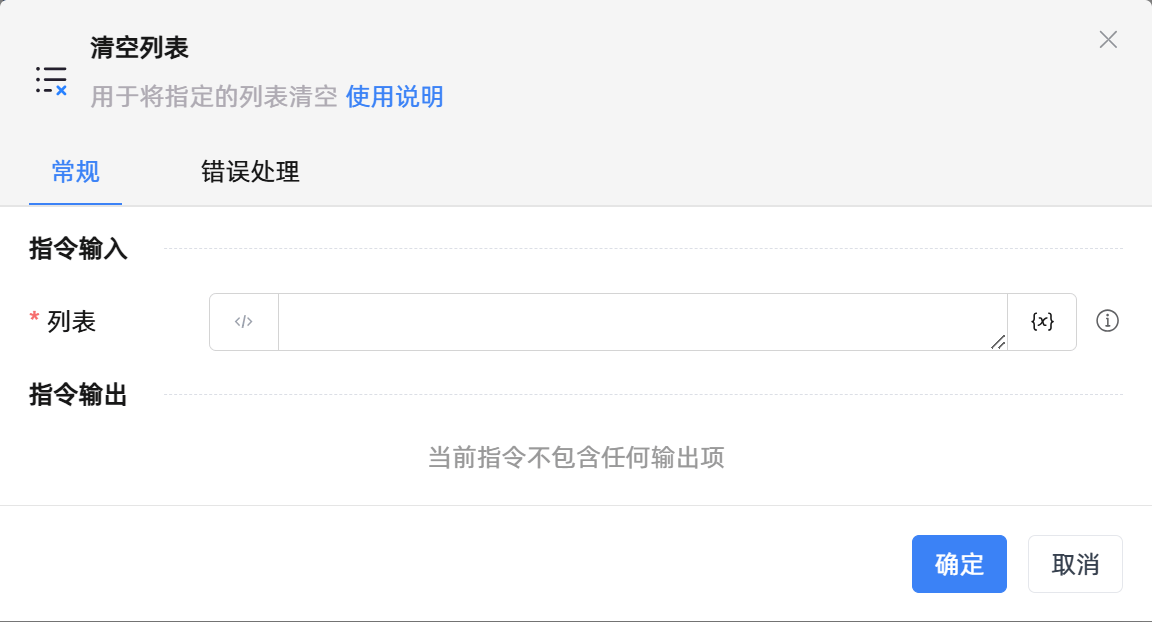 清空列表
用于将指定的列表清空 使用说明
常规 错误处理
指令输入
* 列表 </> {x}
指令输出
当前指令不包含任何输出项
确定 取消